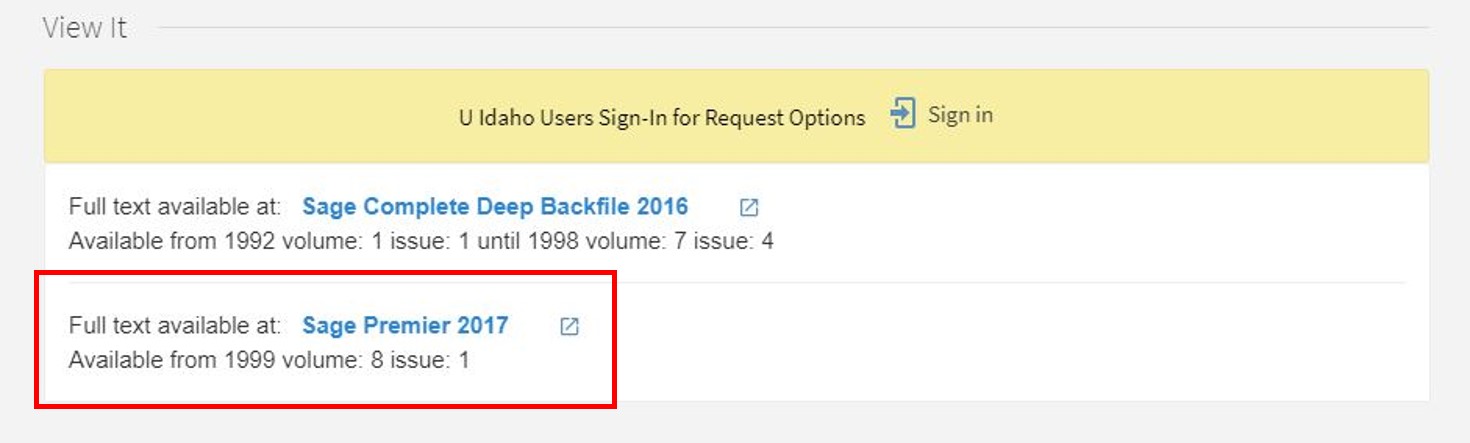 View It
U Idaho Users Sign-In for Request Options Sign in
Full text available at: Sage Complete Deep Backfile 2016
Available from 1992 volume: 1 issue: 1 until 1998 volume: 7 issue: 4
Full text available at: Sage Premier 2017
Available from 1999 volume: 8 issue: 1